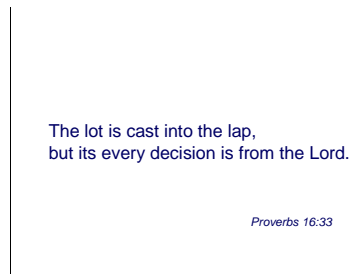 The lot is cast into the lap,
but its every decision is from the Lord.
Proverbs 16:33